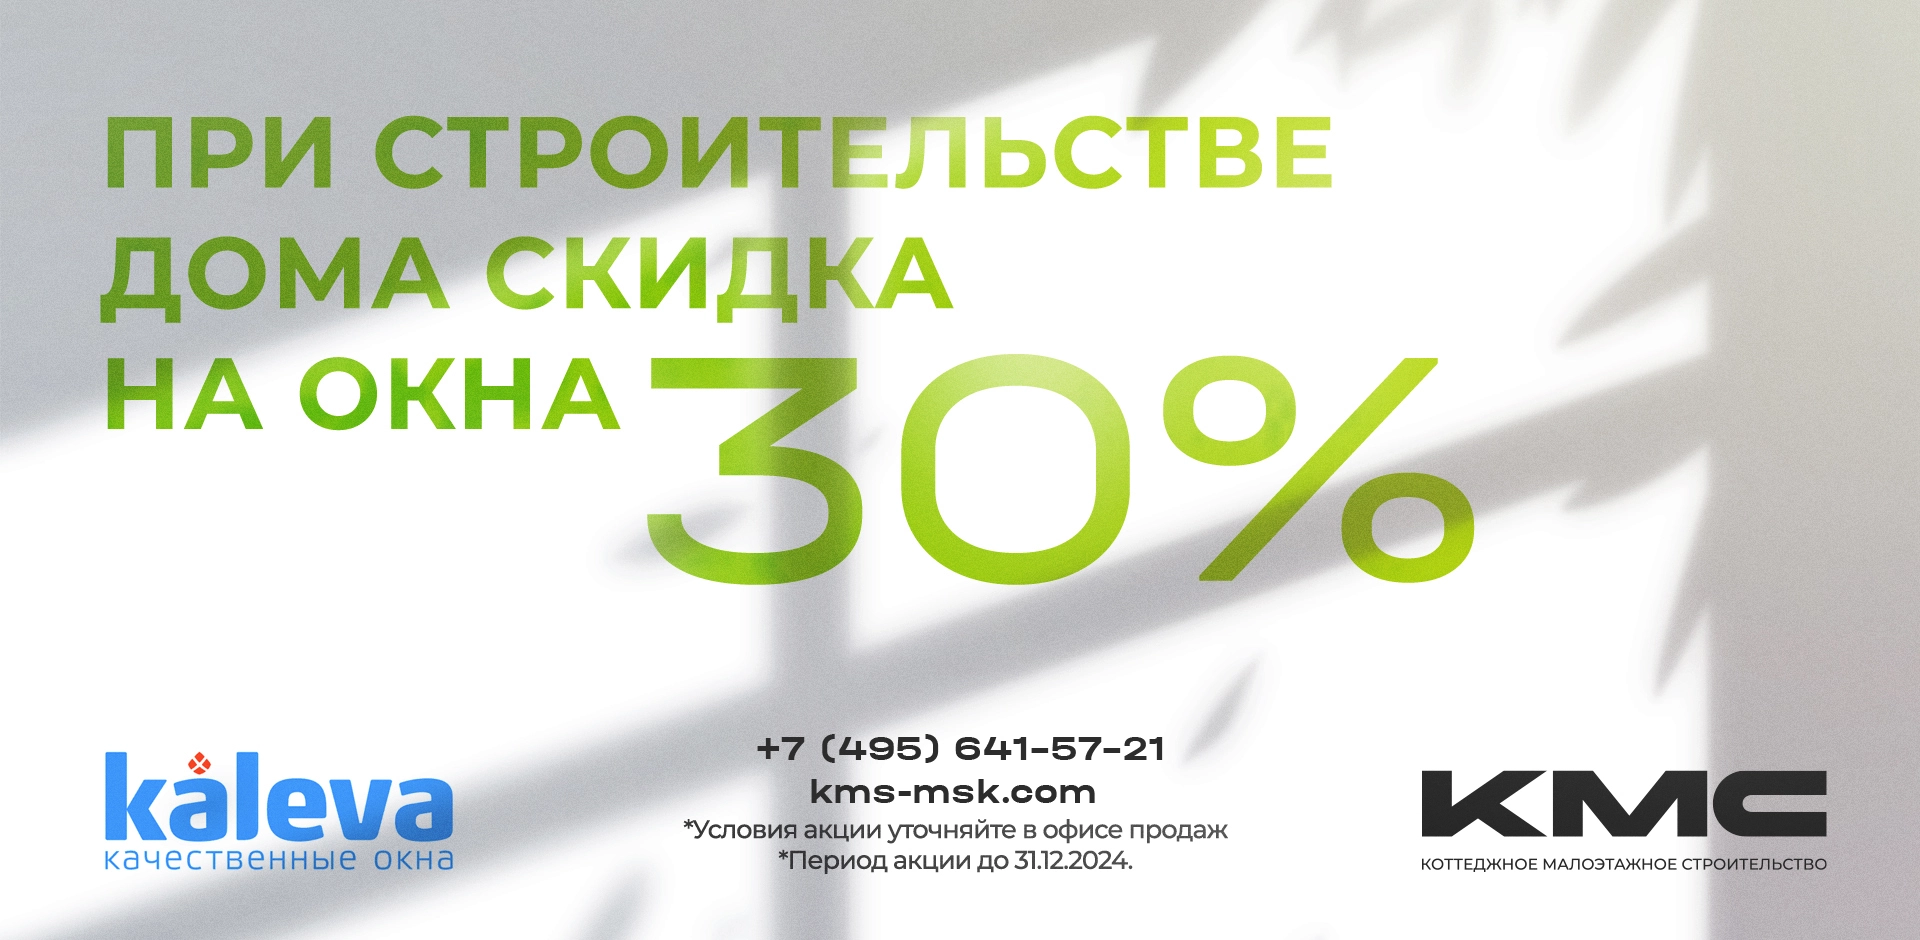 ПРИ СТРОИТЕЛЬСТВЕ
ДОМА СКИДКА
НА ОКНА 30%
kaleva
качественные окна
+7 (495) 641-57-21
kms-msk.com
*Условия акции уточняйте в офисе продаж
*Период акции до 31.12.2024.
КМС
КОТТЕДЖНОЕ МАЛОЭТАЖНОЕ СТРОИТЕЛЬСТВО